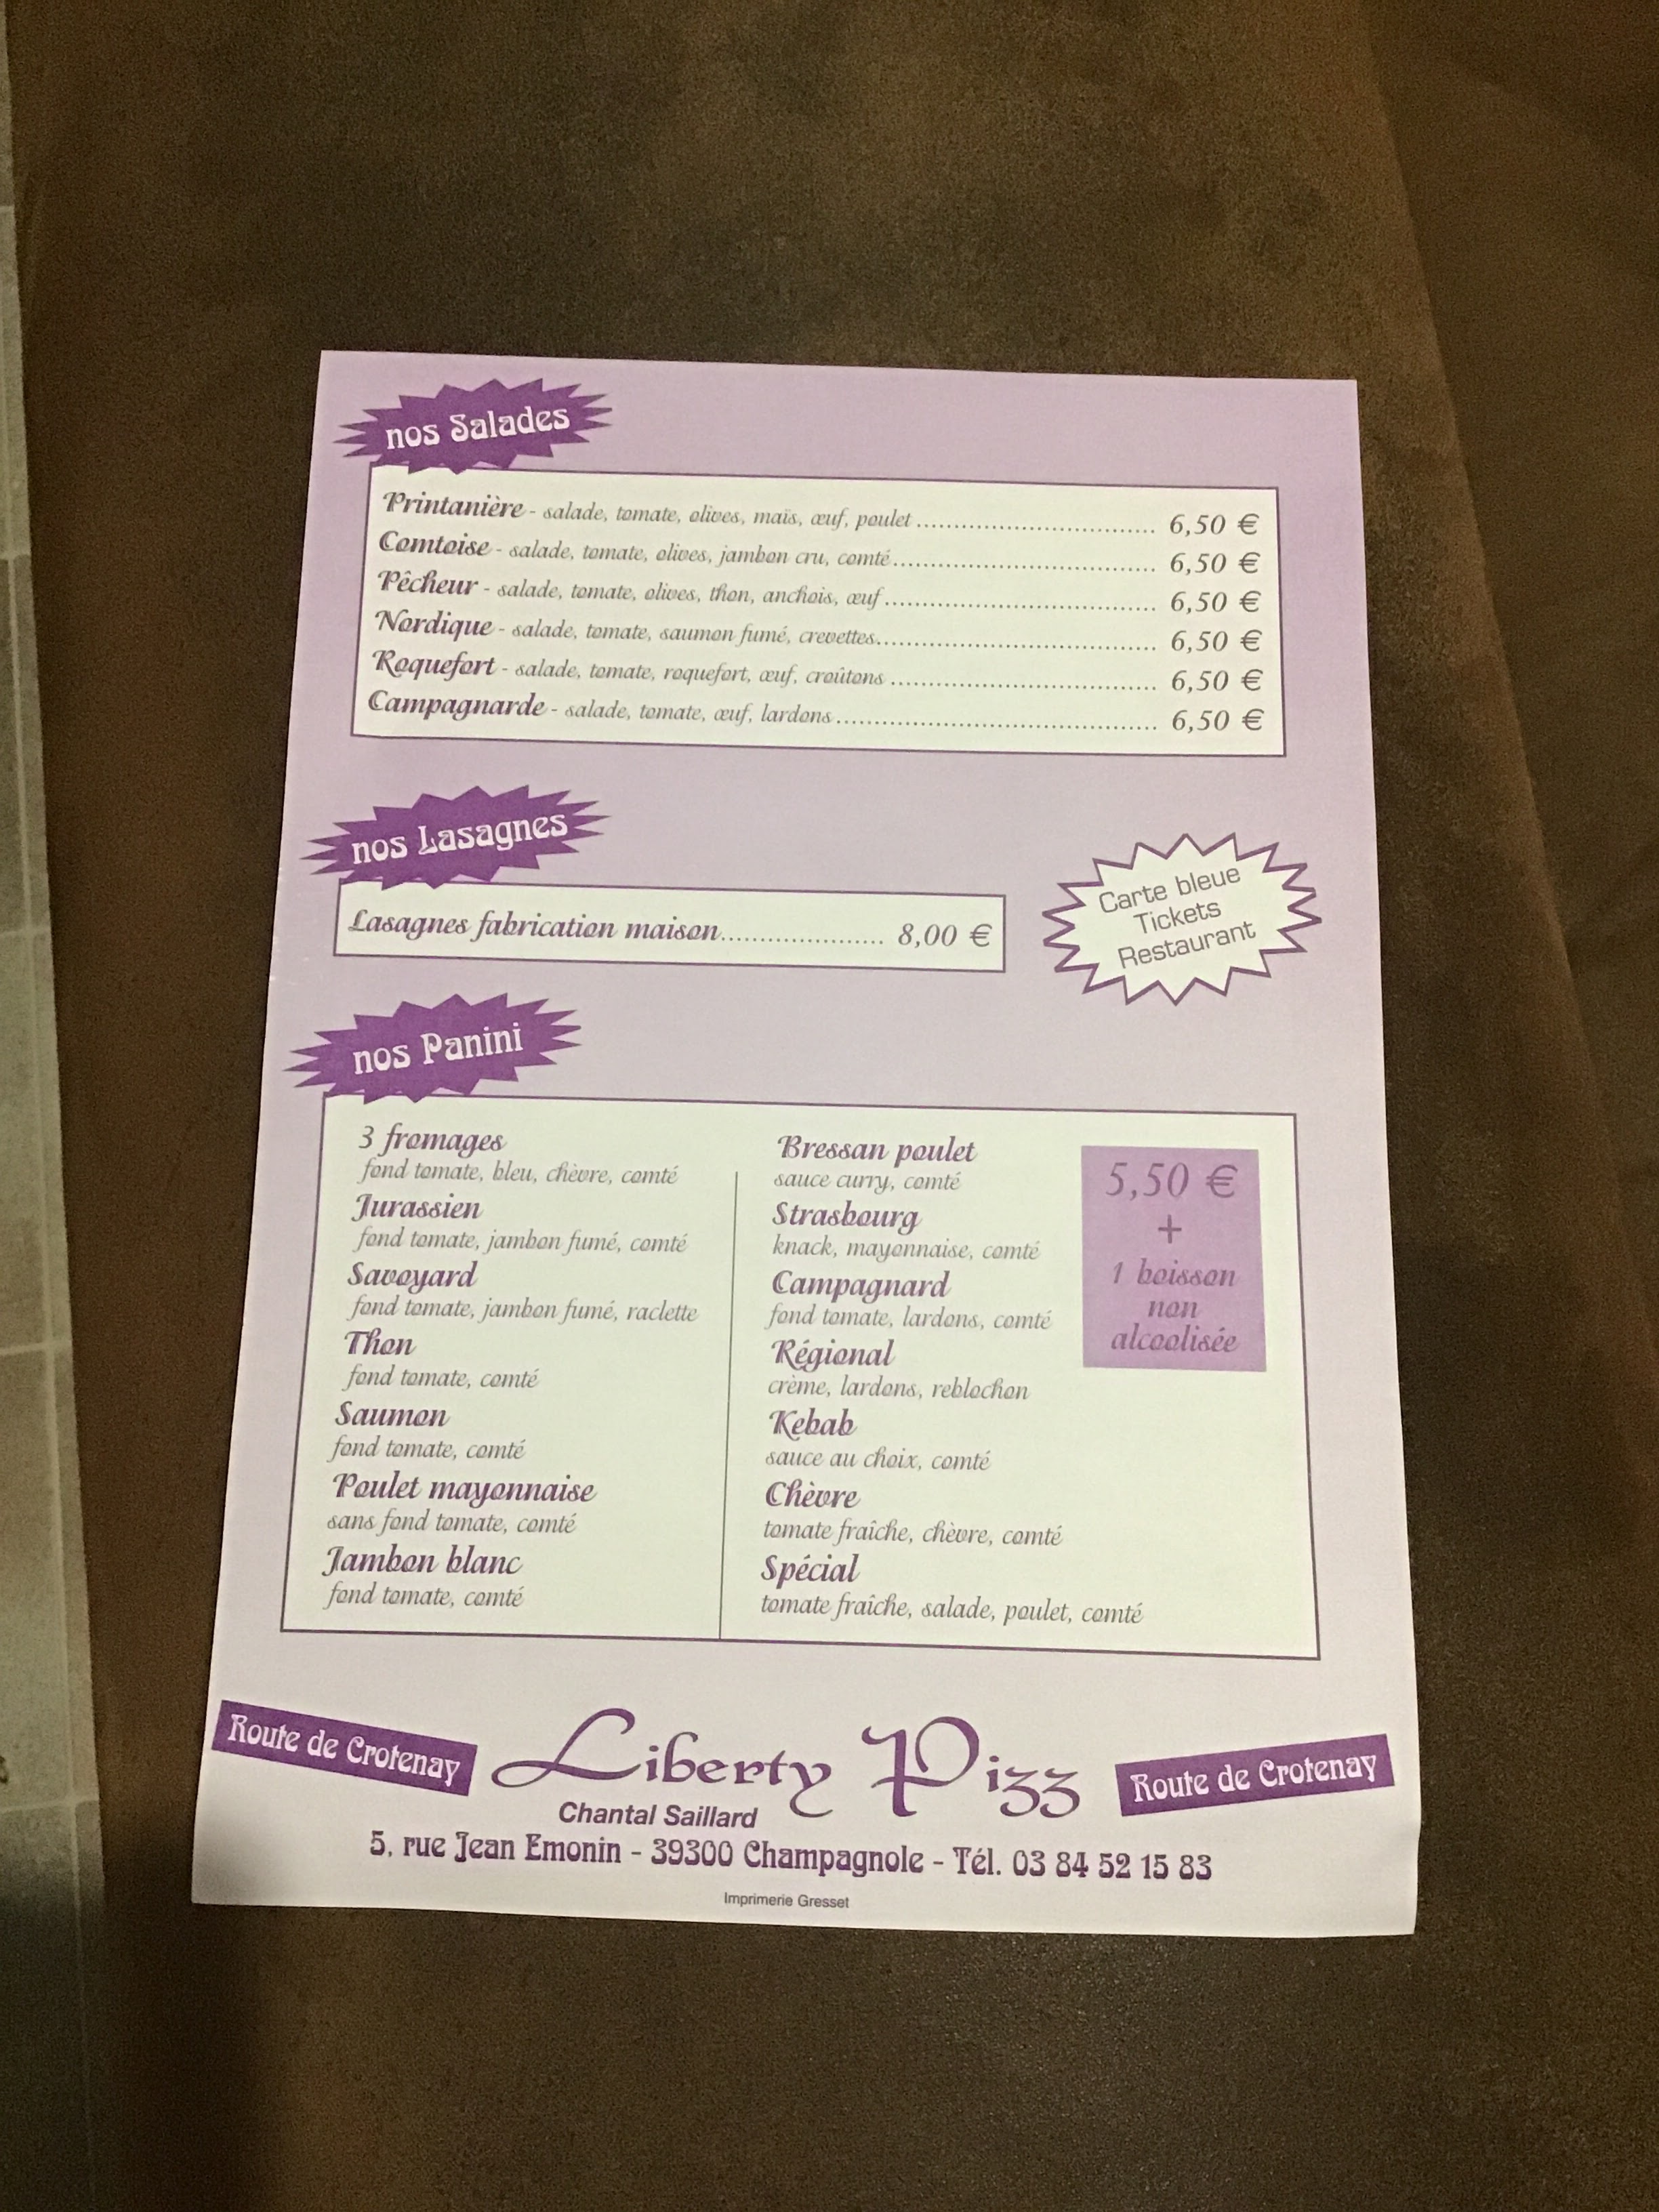 nos Salades
Printanière - salade, tomate, olives, maïs, œuf, poulet ............................... 6,50 €
Comtoise - salade, tomate, olives, jambon cru, comté.................................. 6,50 €
Pêcheur - salade, tomate, olives, thon, anchois, œuf................................... 6,50 €
Nordique - salade, tomate, saumon fumé, crevettes.................................... 6,50 €
Roquefort - salade, tomate, roquefort, œuf, croûtons .................................. 6,50 €
Campagnarde - salade, tomate, œuf, lardons.......................................... 6,50 €
nos Lasagnes
Lasagnes fabrication maison..................... 8,00 €
Carte bleue
Tickets
Restaurant
nos Panini
3 fromages
fond tomate, bleu, chèvre, comté
Jurassien
fond tomate, jambon fumé, comté
Savoyard
fond tomate, jambon fumé, raclette
Thon
fond tomate, comté
Saumon
fond tomate, comté
Poulet mayonnaise
sans fond tomate, comté
Jambon blanc
fond tomate, comté
Bressan poulet
sauce curry, comté
Strasbourg
knack, mayonnaise, comté
Campagnard
fond tomate, lardons, comté
Régional
crème, lardons, reblochon
Kebab
sauce au choix, comté
Chèvre
tomate fraîche, chèvre, comté
Spécial
tomate fraîche, salade, poulet, comté
5,50 €
+
1 boisson
non
alcoolisée
Route de Crotenay
Liberty Pizz
Route de Crotenay
Chantal Saillard
5, rue Jean Emonin - 39300 Champagnole - Tél. 03 84 52 15 83
Imprimerie Gresset